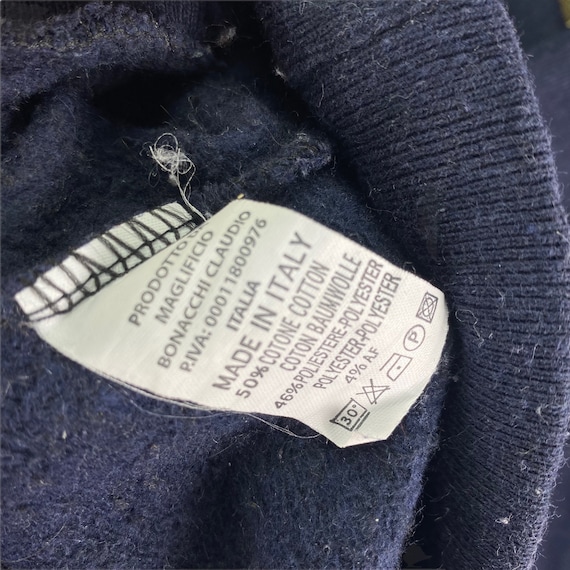 PRODOTTO
MAGLIFICIO
BONACCHI CLAUDIO
P.IVA: 00011800976
ITALIA
MADE IN ITALY
50% COTONE COTTON
COTON BAUMWOLLE
46% POLIESTERE-POLYESTER
POLYESTER-POLYESTER
4% AF
30°
P